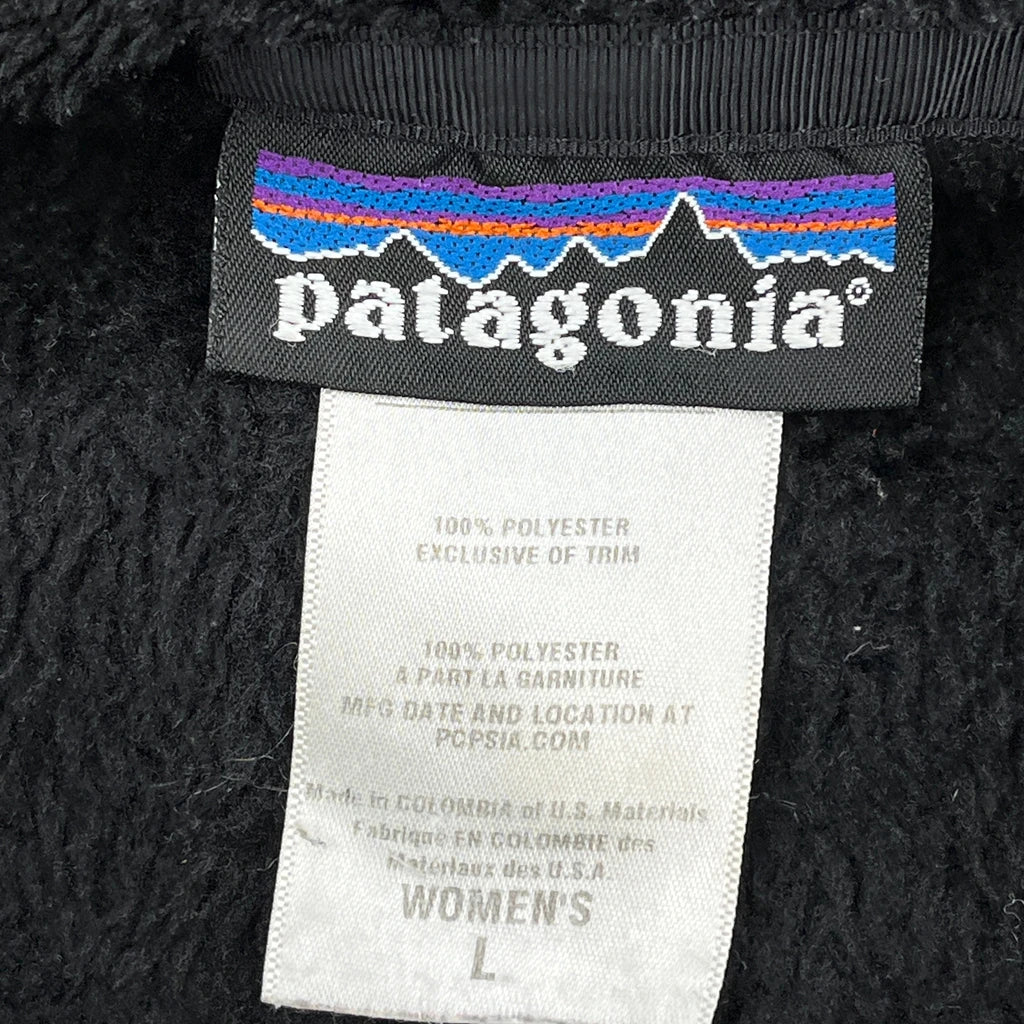 patagonia®
100% POLYESTER
EXCLUSIVE OF TRIM
100% POLYESTER
À PART LA GARNITURE
MFG DATE AND LOCATION AT
PCPSIA.COM
Made in COLOMBIA of U.S. Materials
Fabrique EN COLOMBIE des
Materiaux des U.S.A.
WOMEN'S
L